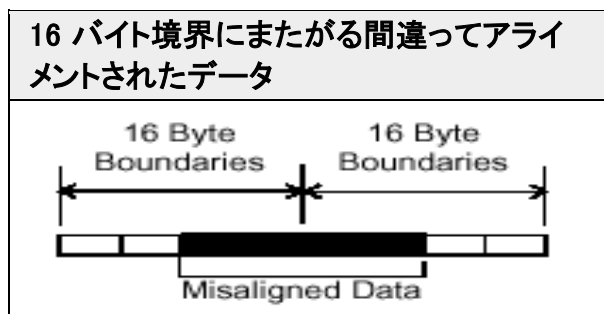 16 バイト境界にまたがる間違ってアライ
メントされたデータ
16 Byte
Boundaries
16 Byte
Boundaries
Misaligned Data